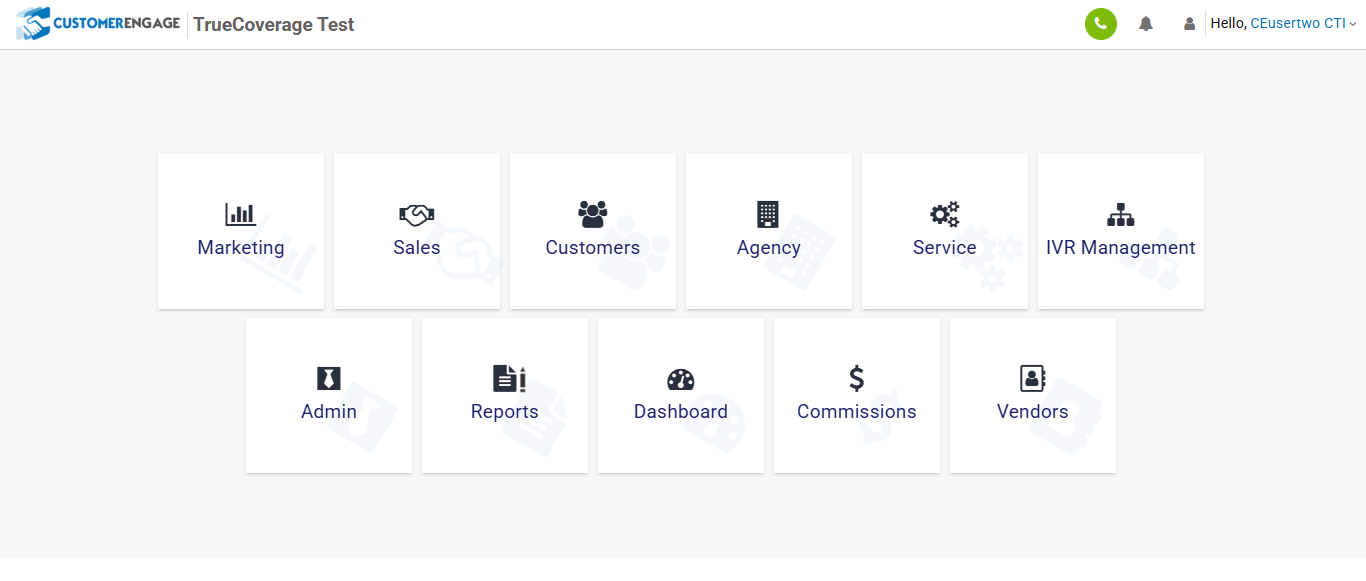 CUSTOMERENGAGE TrueCoverage Test Hello, CEusertwo CTI
Marketing Sales Customers Agency Service IVR Management
Admin Reports Dashboard Commissions Vendors